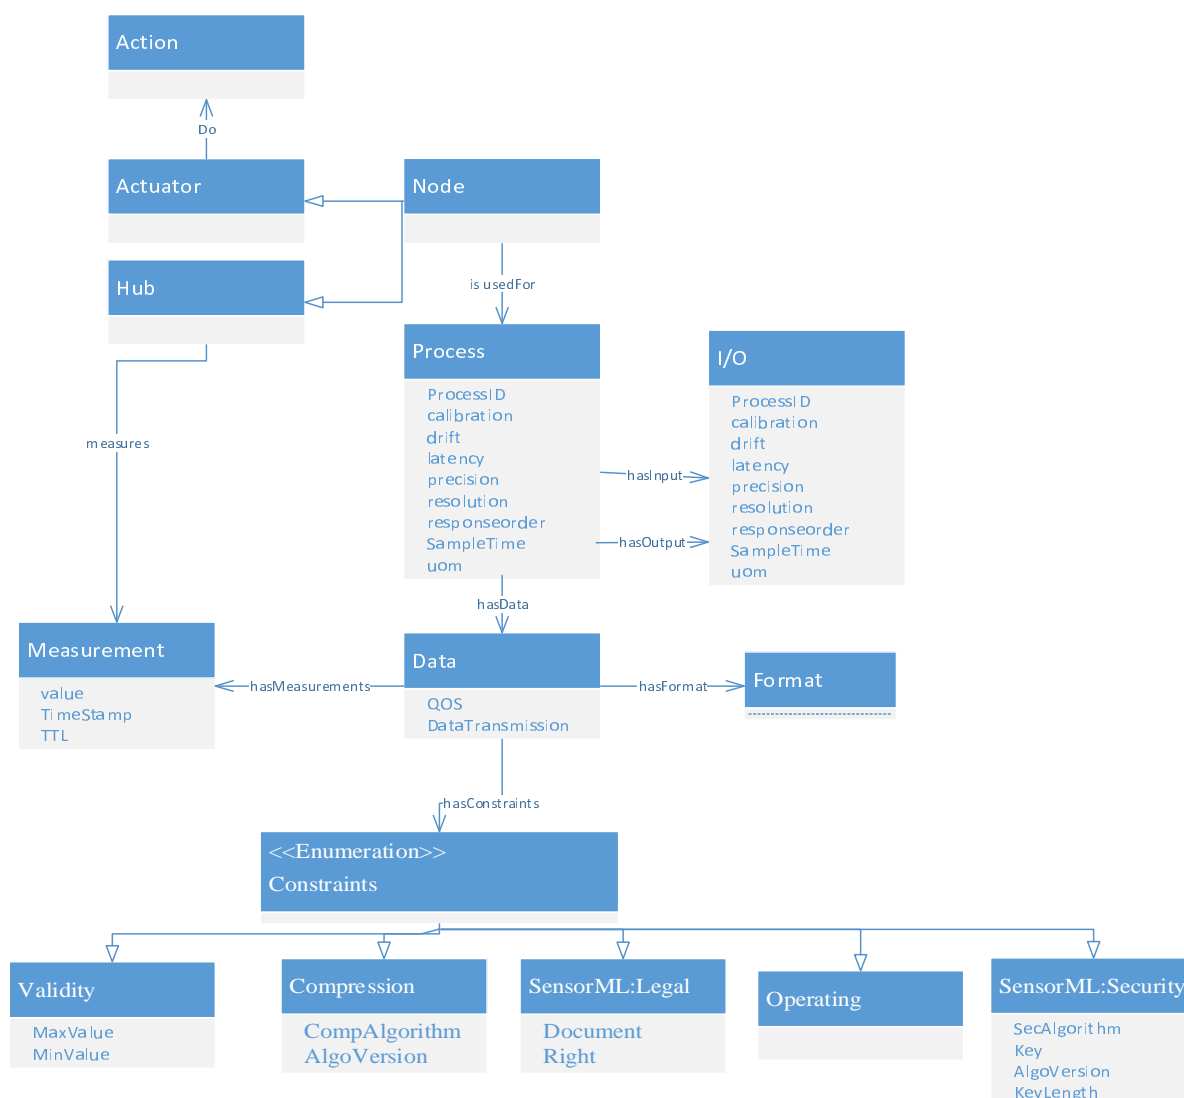 Action
Do
Actuator
Node
Hub
is usedFor
Process
ProcessID
calibration
drift
latency
precision
resolution
responseorder
SampleTime
uom
I/O
ProcessID
calibration
drift
latency
precision
resolution
responseorder
SampleTime
uom
measures
hasInput
hasOutput
hasData
Measurement
value
TimeStamp
TTL
hasMeasurements
Data
QOS
DataTransmission
hasFormat
Format
hasConstraints
<<Enumeration>>
Constraints
Validity
MaxValue
MinValue
Compression
CompAlgorithm
AlgoVersion
SensorML:Legal
Document
Right
Operating
SensorML:Security
SecAlgorithm
Key
AlgoVersion
KeyLength